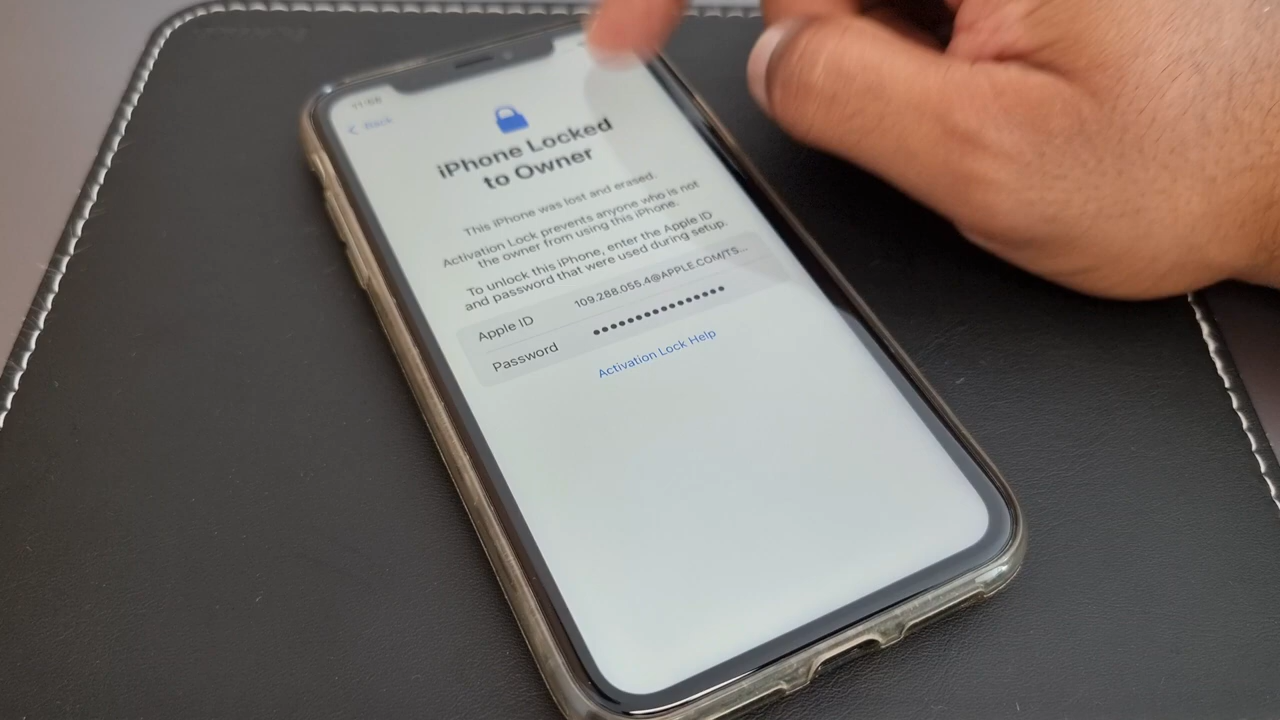 11:58
Back
iPhone Locked
to Owner
This iPhone was lost and erased.
Activation Lock prevents anyone who is not
the owner from using this iPhone.
To unlock this iPhone, enter the Apple ID
and password that were used during setup.
Apple ID 109.288.055.4@APPLE.COM/TS...
Password ●●●●●●●●●●●●●●●●
Activation Lock Help